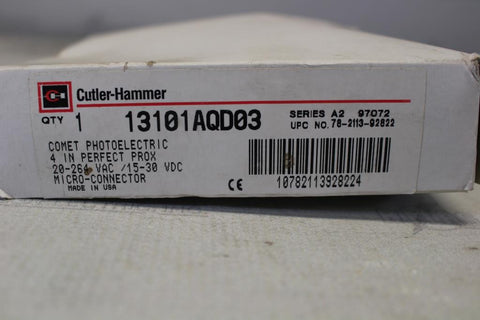 Cutler-Hammer
QTY 1 13101AQD03 SERIES A2 97072
UPC NO. 78-2113-92822
COMET PHOTOELECTRIC
4 IN PERFECT PROX
20-264 VAC /15-30 VDC
MICRO-CONNECTOR
MADE IN USA
CE 10782113928224